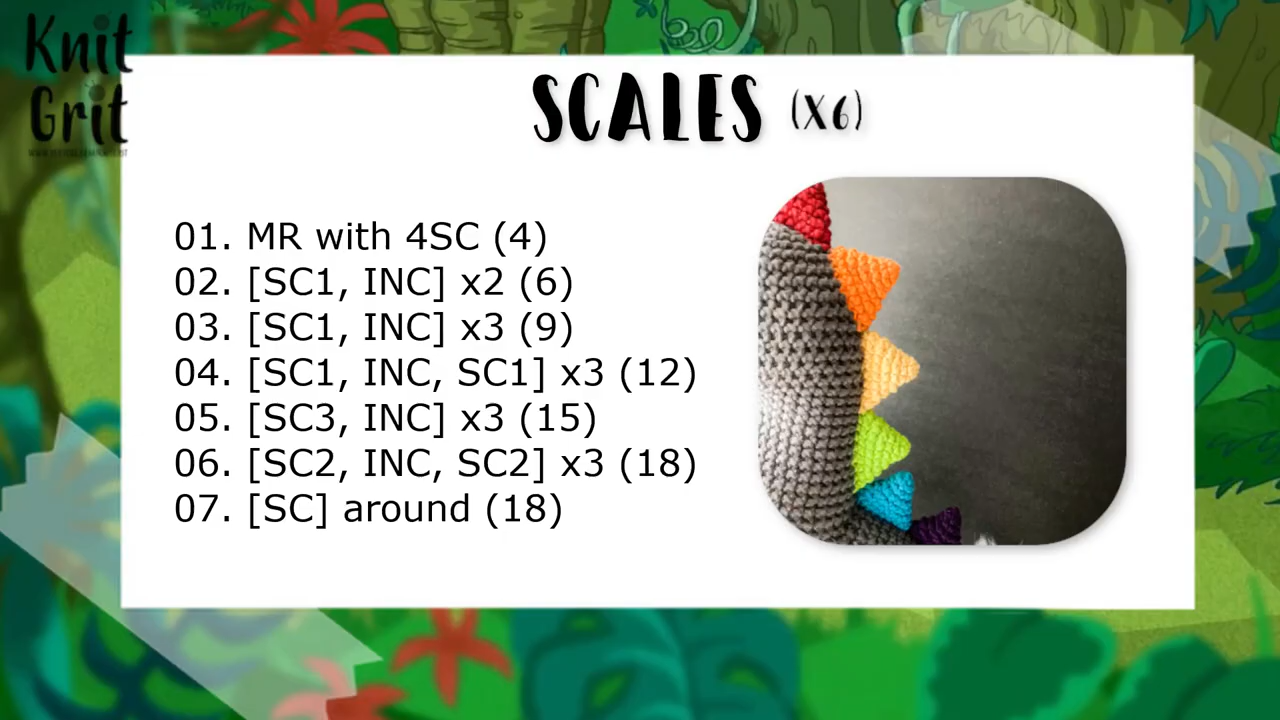 Knit
Grit
SCALES (X6)
01. MR with 4SC (4)
02. [SC1, INC] x2 (6)
03. [SC1, INC] x3 (9)
04. [SC1, INC, SC1] x3 (12)
05. [SC3, INC] x3 (15)
06. [SC2, INC, SC2] x3 (18)
07. [SC] around (18)